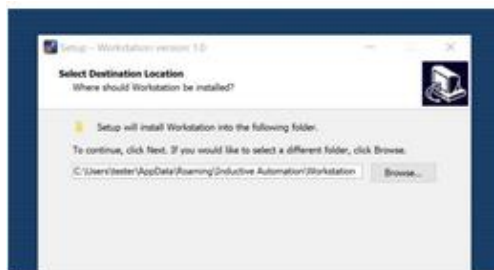 Setup - Workstation version 1.0
Select Destination Location
Where should Workstation be installed?
Setup will install Workstation into the following folder.
To continue, click Next. If you would like to select a different folder, click Browse.
C:\Users\tester\AppData\Roaming\Inductive Automation\Workstation
Browse...